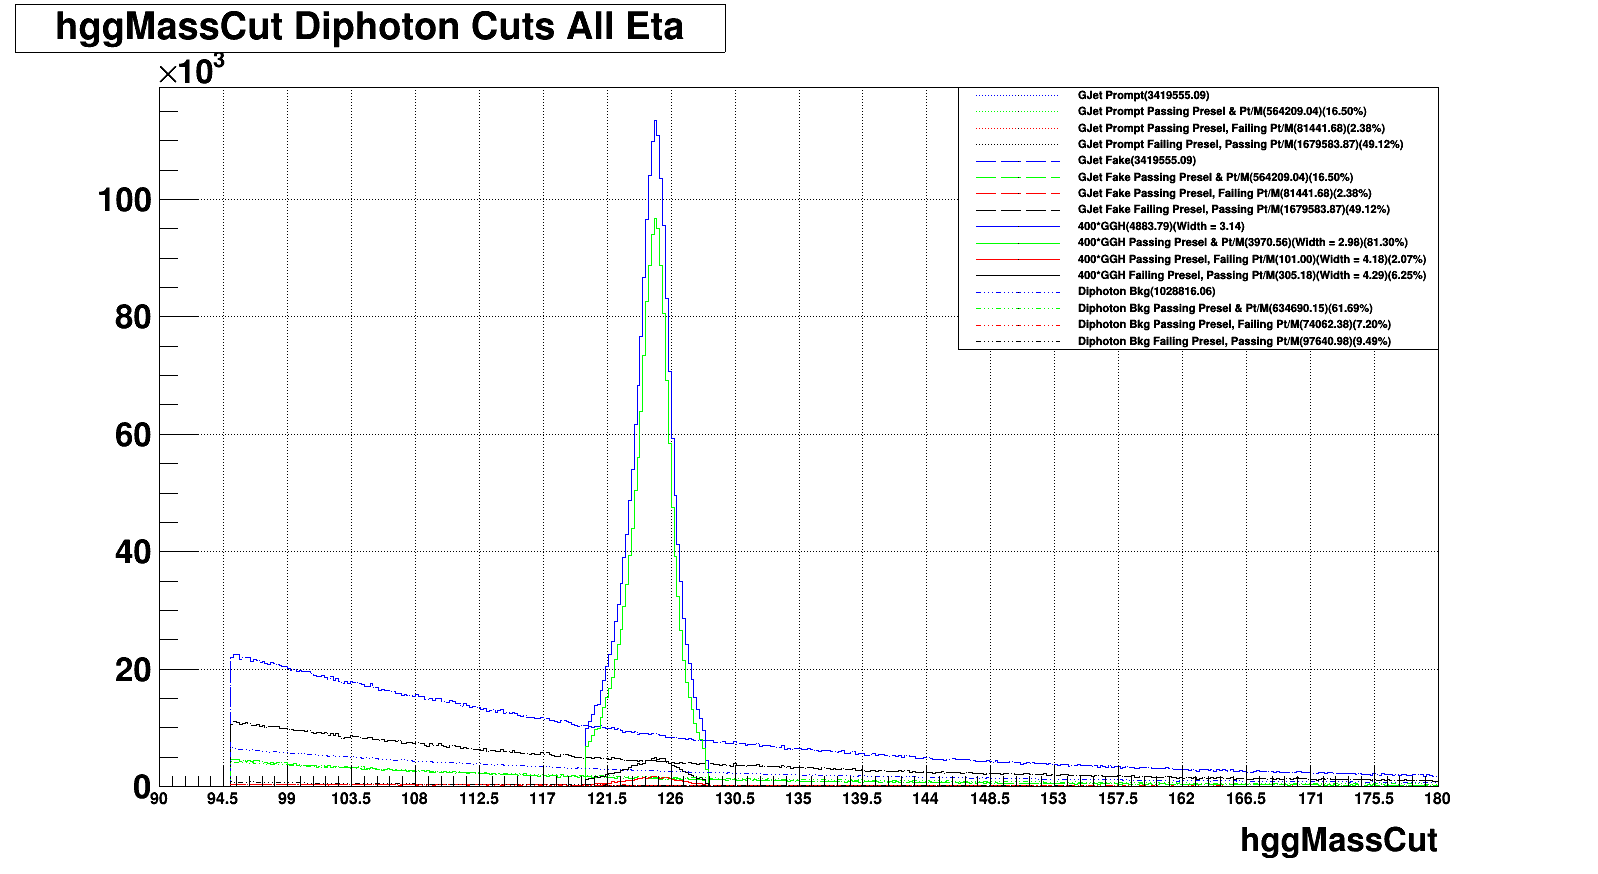 hggMassCut Diphoton Cuts All Eta
×10³
GJet Prompt(3419555.09)
GJet Prompt Passing Presel & Pt/M(564209.04)(16.50%)
GJet Prompt Passing Presel, Failing Pt/M(81441.68)(2.38%)
GJet Prompt Failing Presel, Passing Pt/M(1679583.87)(49.12%)
GJet Fake(3419555.09)
GJet Fake Passing Presel & Pt/M(564209.04)(16.50%)
GJet Fake Passing Presel, Failing Pt/M(81441.68)(2.38%)
GJet Fake Failing Presel, Passing Pt/M(1679583.87)(49.12%)
400*GGH(4883.79)(Width = 3.14)
400*GGH Passing Presel & Pt/M(3970.56)(Width = 2.98)(81.30%)
400*GGH Passing Presel, Failing Pt/M(101.00)(Width = 4.18)(2.07%)
400*GGH Failing Presel, Passing Pt/M(305.18)(Width = 4.29)(6.25%)
Diphoton Bkg(1028816.06)
Diphoton Bkg Passing Presel & Pt/M(634690.15)(61.69%)
Diphoton Bkg Passing Presel, Failing Pt/M(74062.38)(7.20%)
Diphoton Bkg Failing Presel, Passing Pt/M(97640.98)(9.49%)
100
80
60
40
20
0
90 94.5 99 103.5 108 112.5 117 121.5 126 130.5 135 139.5 144 148.5 153 157.5 162 166.5 171 175.5 180
hggMassCut